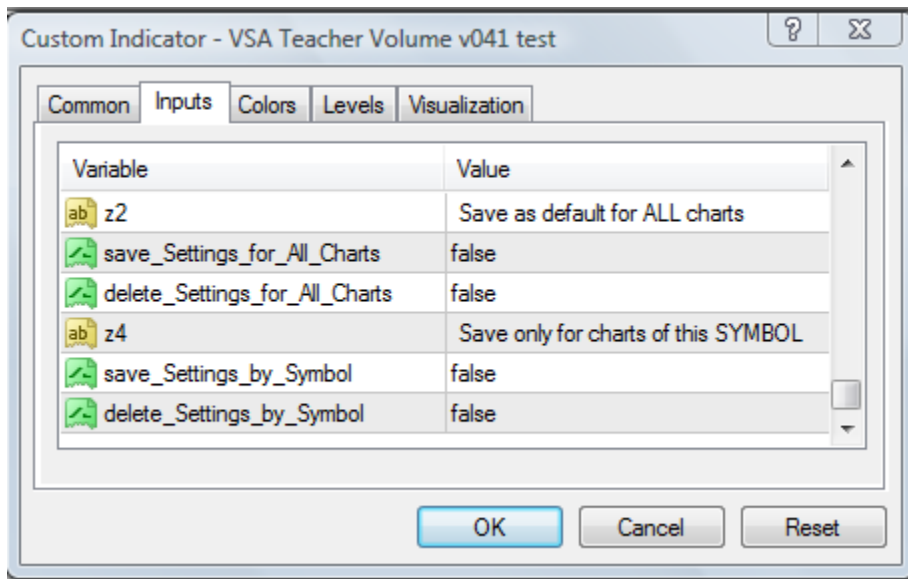 Custom Indicator - VSA Teacher Volume v041 test
Common Inputs Colors Levels Visualization
Variable Value
ab z2 Save as default for ALL charts
save_Settings_for_All_Charts false
delete_Settings_for_All_Charts false
ab z4 Save only for charts of this SYMBOL
save_Settings_by_Symbol false
delete_Settings_by_Symbol false
OK Cancel Reset